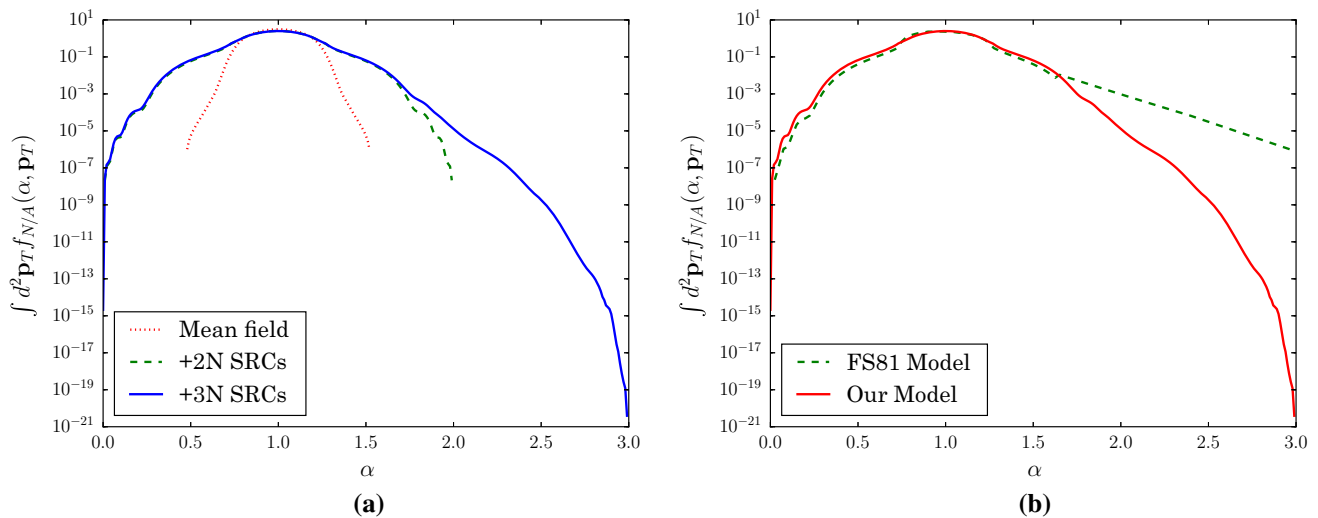 10¹
10⁻¹
10⁻³
10⁻⁵
10⁻⁷
10⁻⁹
10⁻¹¹
10⁻¹³
10⁻¹⁵
10⁻¹⁷
10⁻¹⁹
10⁻²¹
∫ d²p_T f_{N/A}(α, p_T)
Mean field
+2N SRCs
+3N SRCs
0.0 0.5 1.0 1.5 2.0 2.5 3.0
α
(a)
10¹
10⁻¹
10⁻³
10⁻⁵
10⁻⁷
10⁻⁹
10⁻¹¹
10⁻¹³
10⁻¹⁵
10⁻¹⁷
10⁻¹⁹
10⁻²¹
∫ d²p_T f_{N/A}(α, p_T)
FS81 Model
Our Model
0.0 0.5 1.0 1.5 2.0 2.5 3.0
α
(b)